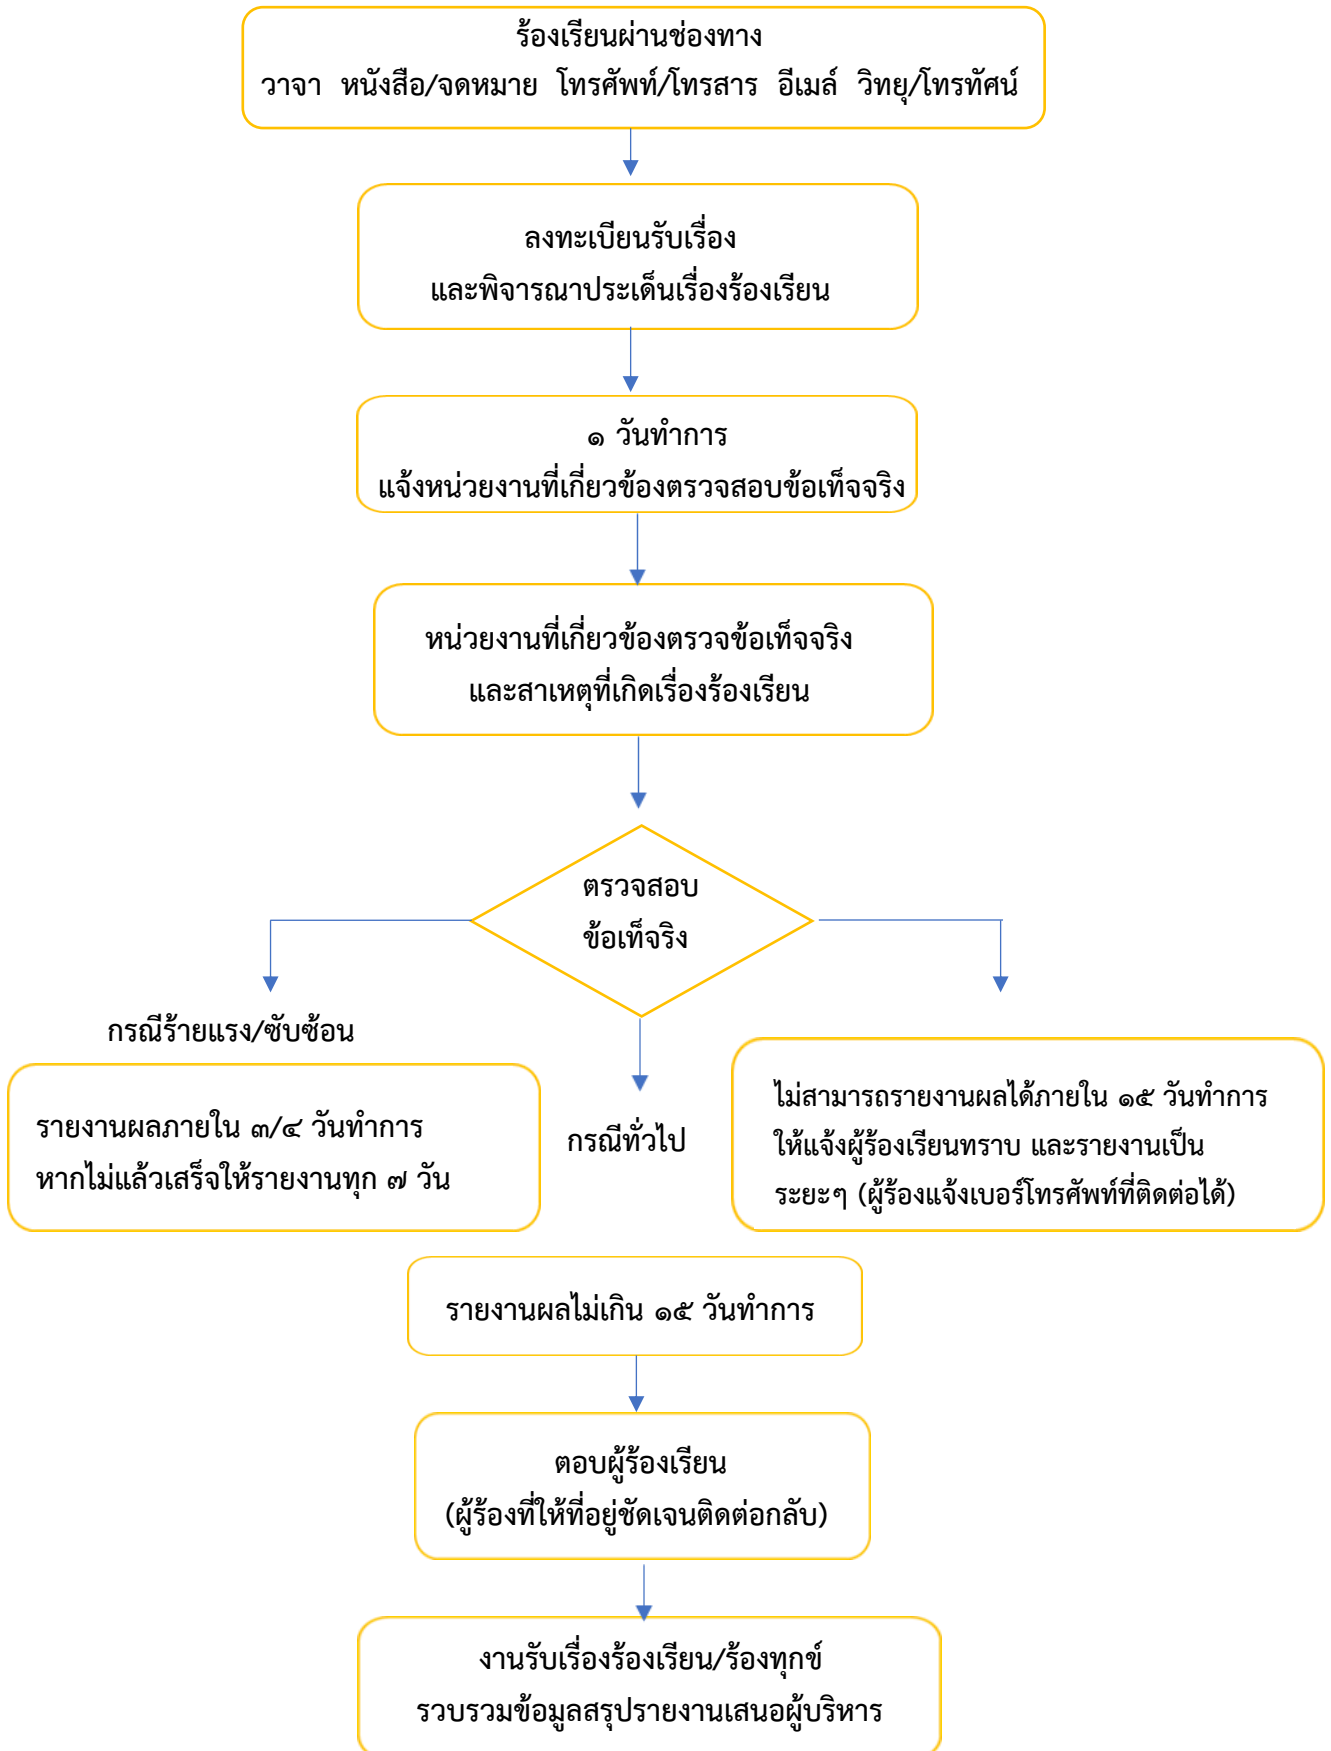 ร้องเรียนผ่านช่องทาง
วาจา หนังสือ/จดหมาย โทรศัพท์/โทรสาร อีเมล์ วิทยุ/โทรทัศน์
ลงทะเบียนรับเรื่อง
และพิจารณาประเด็นเรื่องร้องเรียน
๑ วันทำการ
แจ้งหน่วยงานที่เกี่ยวข้องตรวจสอบข้อเท็จจริง
หน่วยงานที่เกี่ยวข้องตรวจข้อเท็จจริง
และสาเหตุที่เกิดเรื่องร้องเรียน
ตรวจสอบ
ข้อเท็จริง
กรณีร้ายแรง/ซับซ้อน
รายงานผลภายใน ๓/๔ วันทำการ
หากไม่แล้วเสร็จให้รายงานทุก ๗ วัน
กรณีทั่วไป
ไม่สามารถรายงานผลได้ภายใน ๑๕ วันทำการ
ให้แจ้งผู้ร้องเรียนทราบ และรายงานเป็น
ระยะๆ (ผู้ร้องแจ้งเบอร์โทรศัพท์ที่ติดต่อได้)
รายงานผลไม่เกิน ๑๕ วันทำการ
ตอบผู้ร้องเรียน
(ผู้ร้องที่ให้ที่อยู่ชัดเจนติดต่อกลับ)
งานรับเรื่องร้องเรียน/ร้องทุกข์
รวบรวมข้อมูลสรุปรายงานเสนอผู้บริหาร